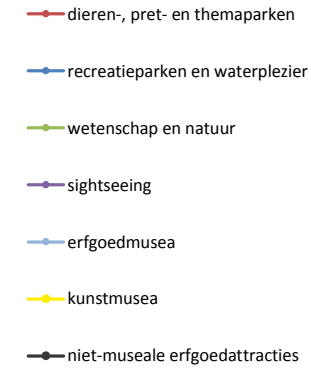 dieren-, pret- en themaparken
recreatieparken en waterplezier
wetenschap en natuur
sightseeing
erfgoedmusea
kunstmusea
niet-museale erfgoedattracties